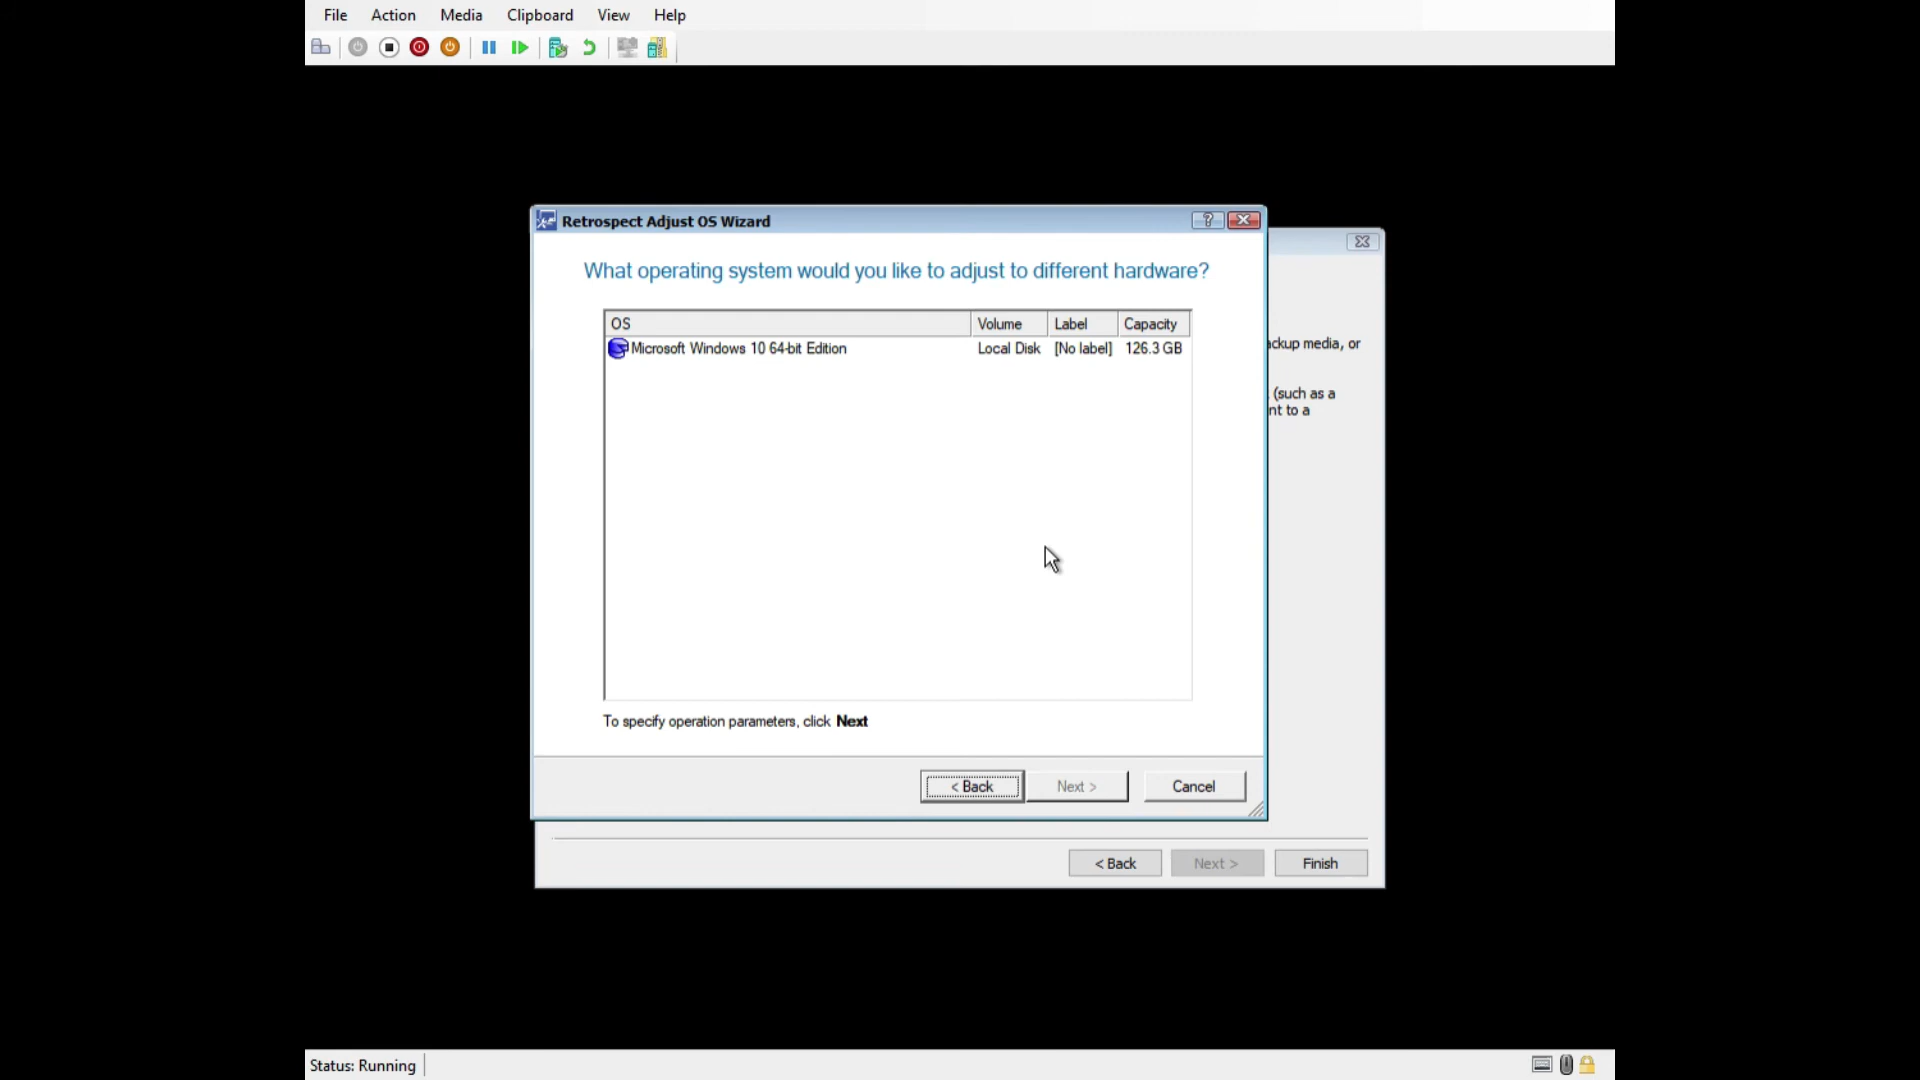 File Action Media Clipboard View Help
Retrospect Adjust OS Wizard
What operating system would you like to adjust to different hardware?
OS Volume Label Capacity
Microsoft Windows 10 64-bit Edition Local Disk [No label] 126.3 GB
ackup media, or
(such as a
nt to a
To specify operation parameters, click Next
< Back Next > Cancel
< Back Next > Finish
Status: Running